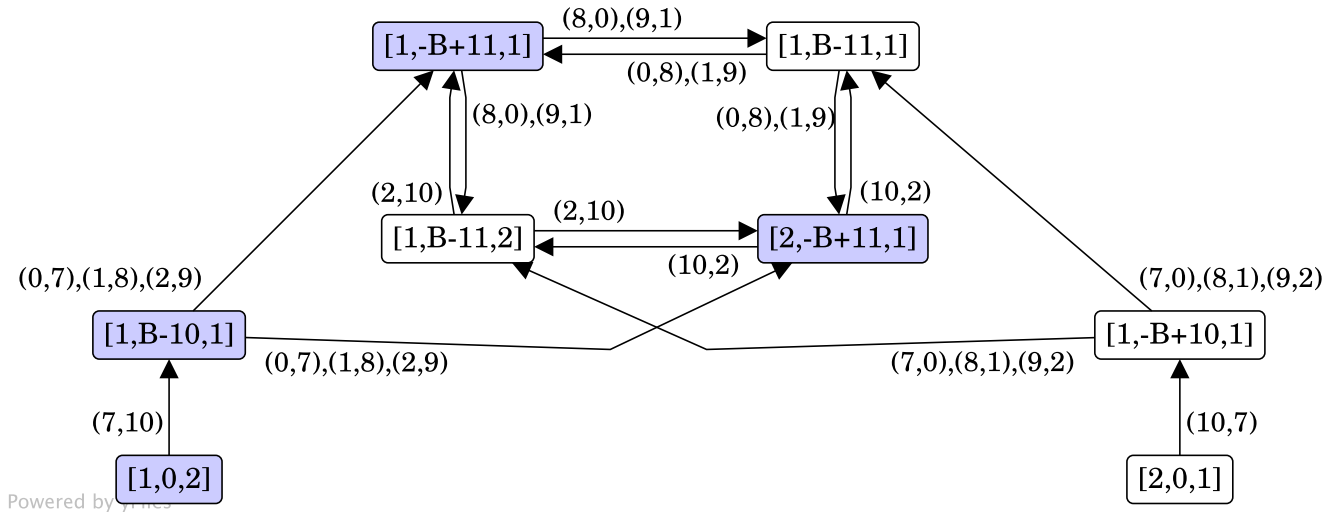 (8,0),(9,1)
[1,-B+11,1]
[1,B-11,1]
(0,8),(1,9)
(8,0),(9,1)
(0,8),(1,9)
(2,10)
(10,2)
(2,10)
[1,B-11,2]
[2,-B+11,1]
(10,2)
(0,7),(1,8),(2,9)
(7,0),(8,1),(9,2)
[1,B-10,1]
[1,-B+10,1]
(0,7),(1,8),(2,9)
(7,0),(8,1),(9,2)
(7,10)
(10,7)
[1,0,2]
[2,0,1]
Powered by yFiles